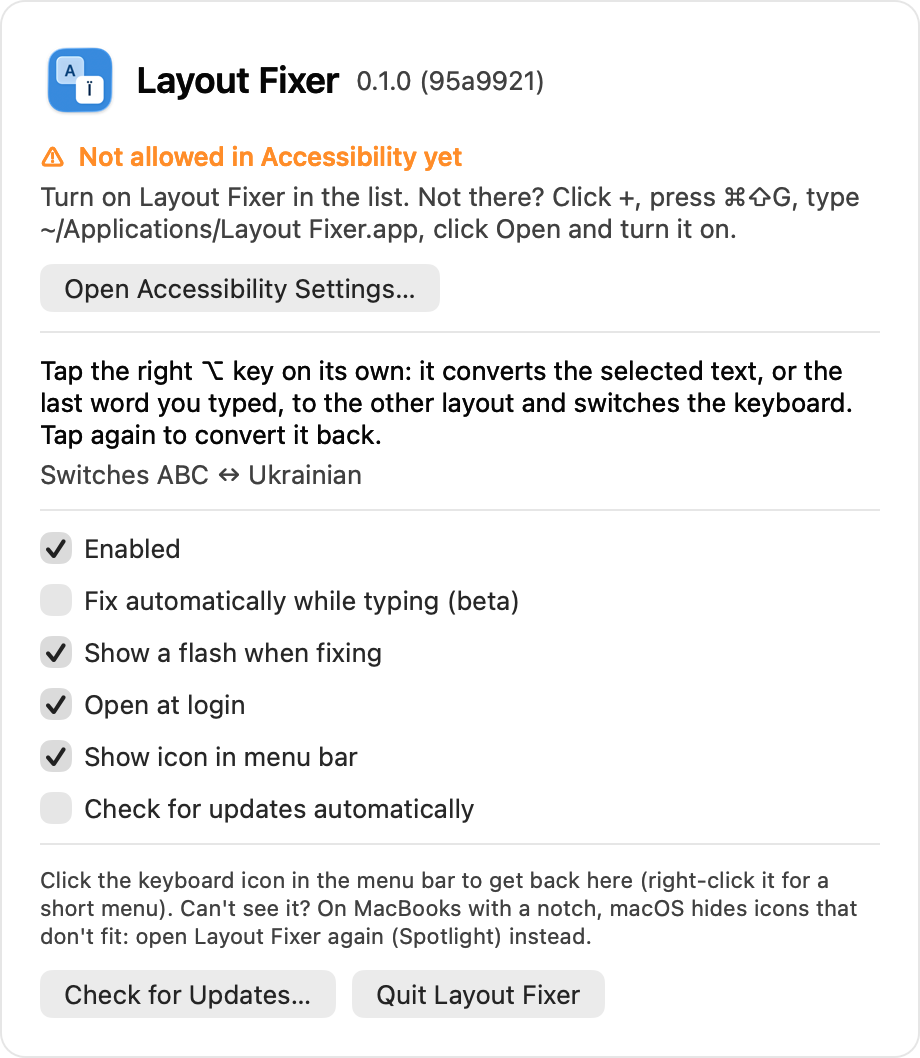 A
Ї
Layout Fixer 0.1.0 (95a9921)
Not allowed in Accessibility yet
Turn on Layout Fixer in the list. Not there? Click +, press ⌘⇧G, type
~/Applications/Layout Fixer.app, click Open and turn it on.
Open Accessibility Settings...
Tap the right ⌥ key on its own: it converts the selected text, or the
last word you typed, to the other layout and switches the keyboard.
Tap again to convert it back.
Switches ABC ↔ Ukrainian
Enabled
Fix automatically while typing (beta)
Show a flash when fixing
Open at login
Show icon in menu bar
Check for updates automatically
Click the keyboard icon in the menu bar to get back here (right-click it for a
short menu). Can't see it? On MacBooks with a notch, macOS hides icons that
don't fit: open Layout Fixer again (Spotlight) instead.
Check for Updates...
Quit Layout Fixer